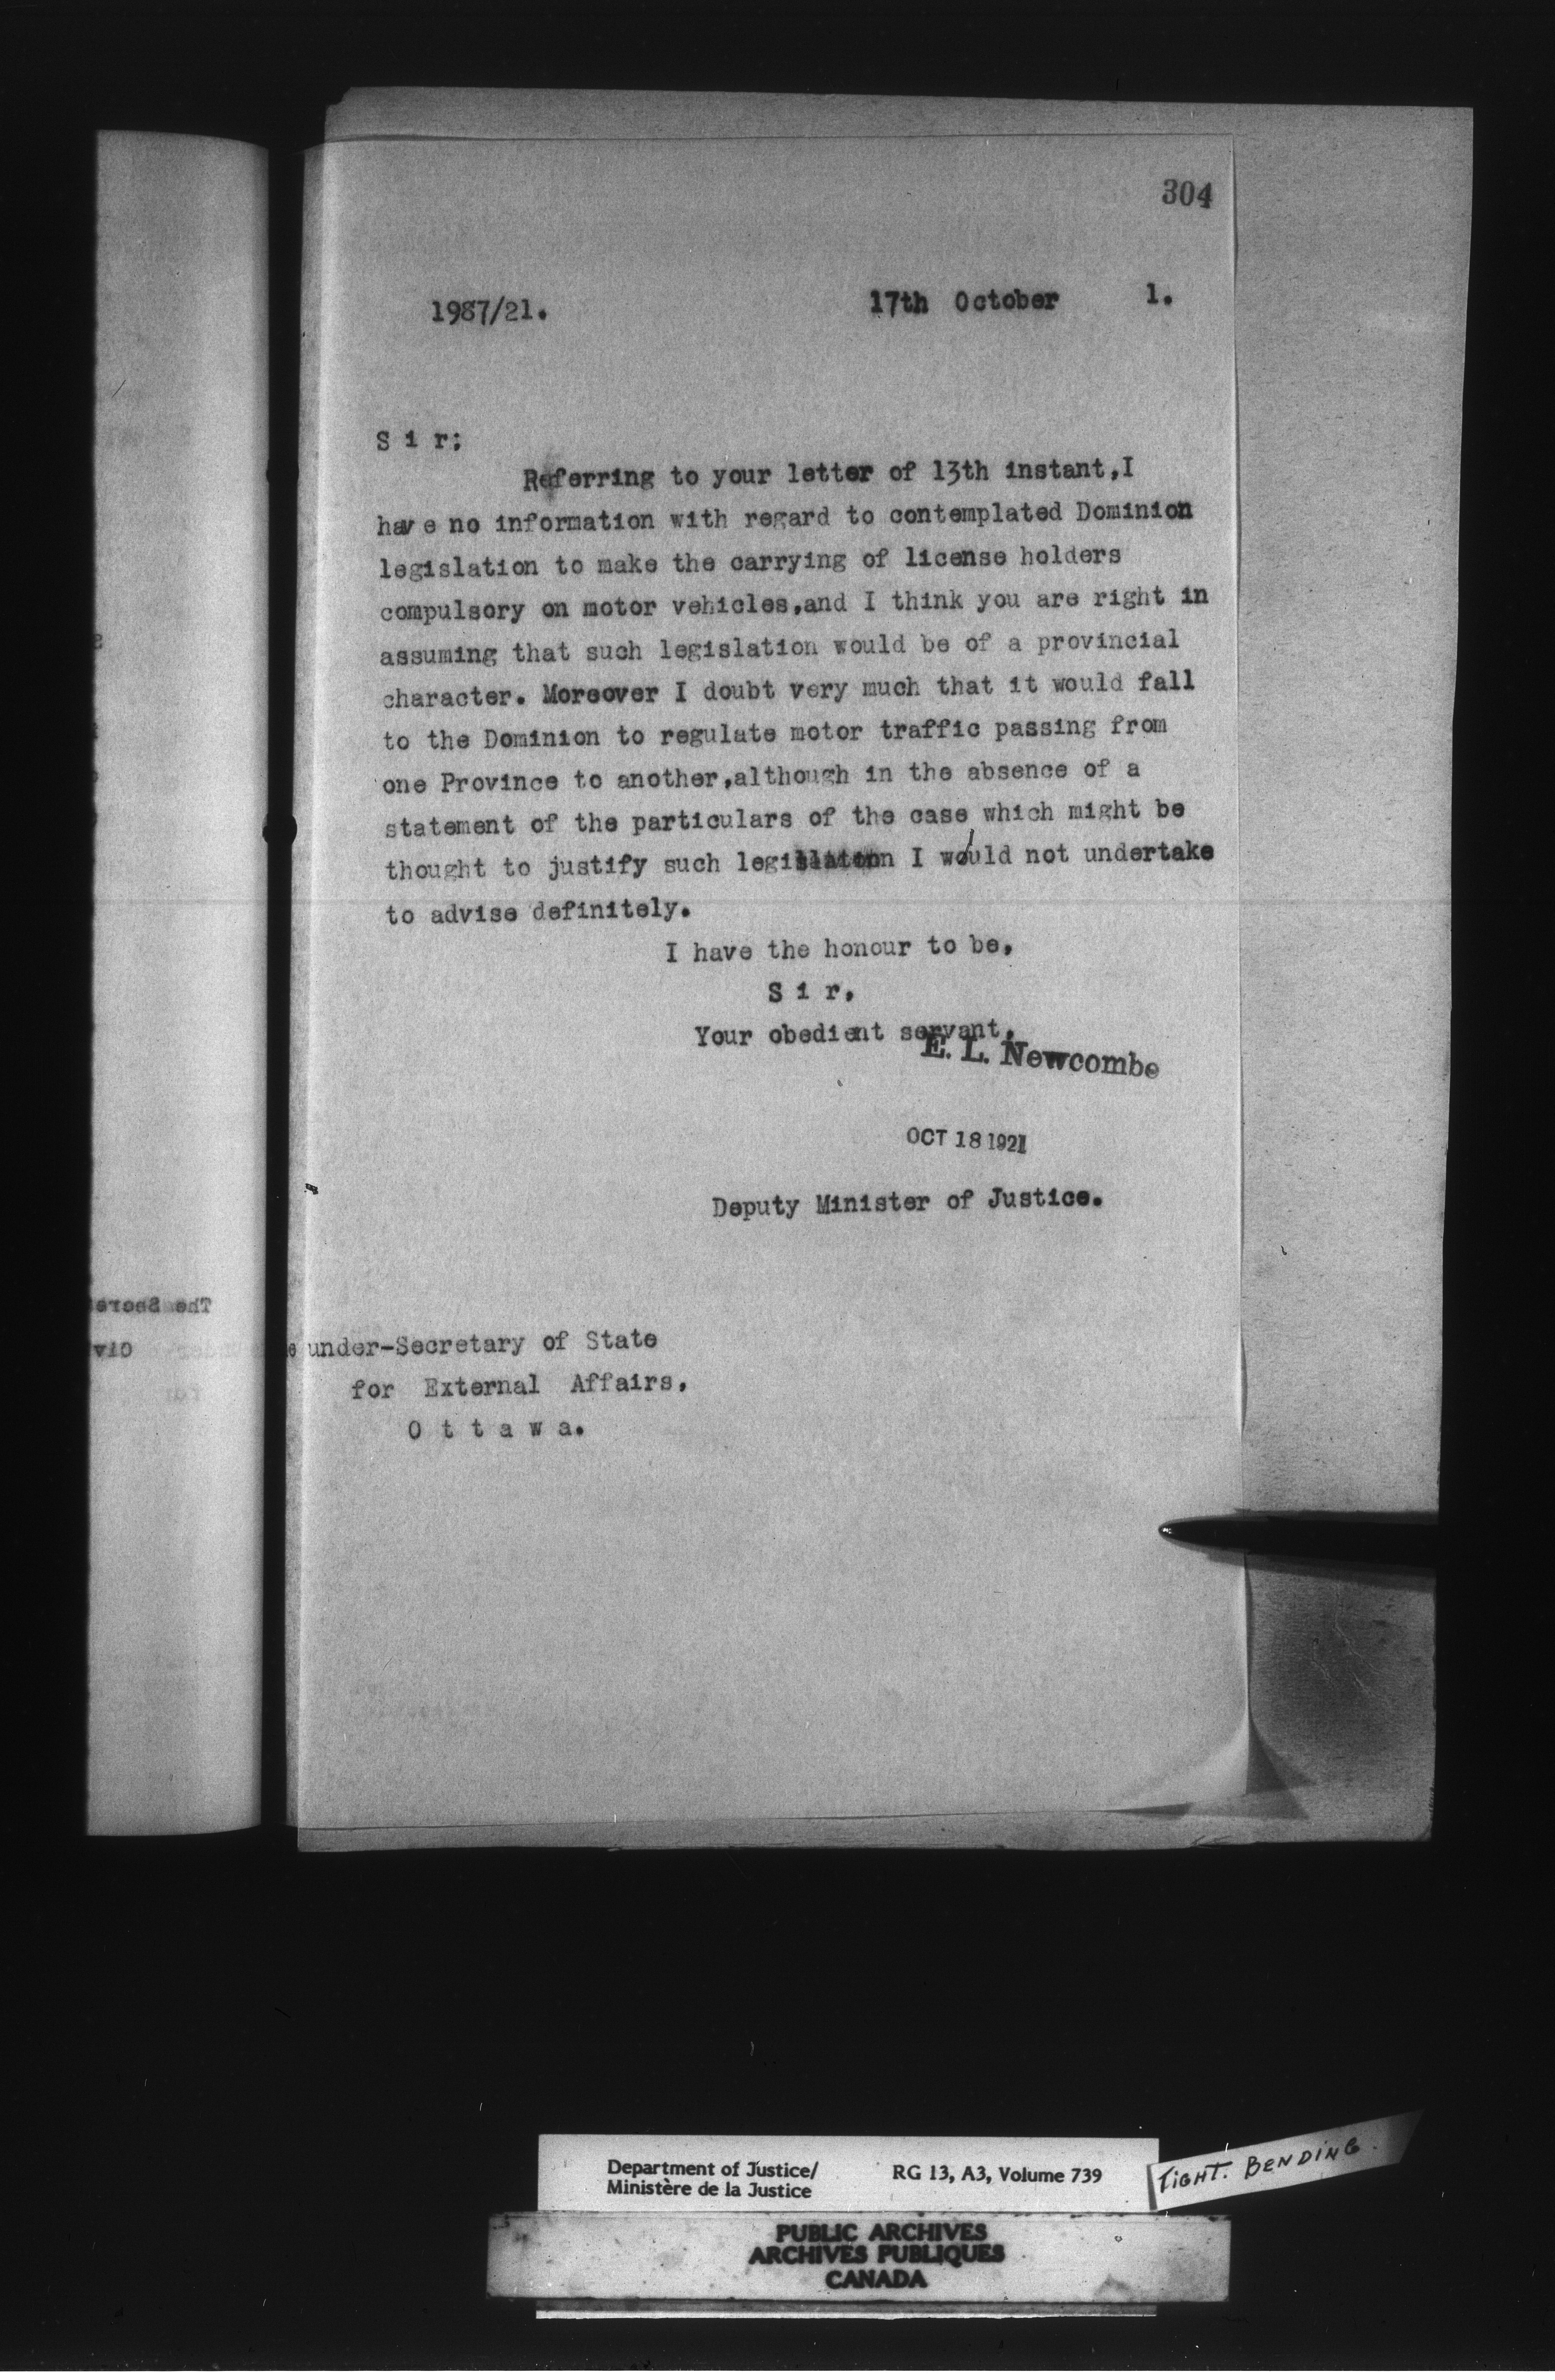 304
1987/21. 17th October 1.
S i r;
Referring to your letter of 13th instant,I
have no information with regard to contemplated Dominion
legislation to make the carrying of license holders
compulsory on motor vehicles,and I think you are right in
assuming that such legislation would be of a provincial
character. Moreover I doubt very much that it would fall
to the Dominion to regulate motor traffic passing from
one Province to another,although in the absence of a
statement of the particulars of the case which might be
thought to justify such legislation I would not undertake
to advise definitely.
I have the honour to be,
S i r,
Your obedient servant,
E. L. Newcombe
OCT 18 1921
Deputy Minister of Justice.
e under-Secretary of State
for External Affairs,
O t t a w a.
Department of Justice/
Ministère de la Justice
RG 13, A3, Volume 739
TIGHT. BENDING.
PUBLIC ARCHIVES
ARCHIVES PUBLIQUES
CANADA